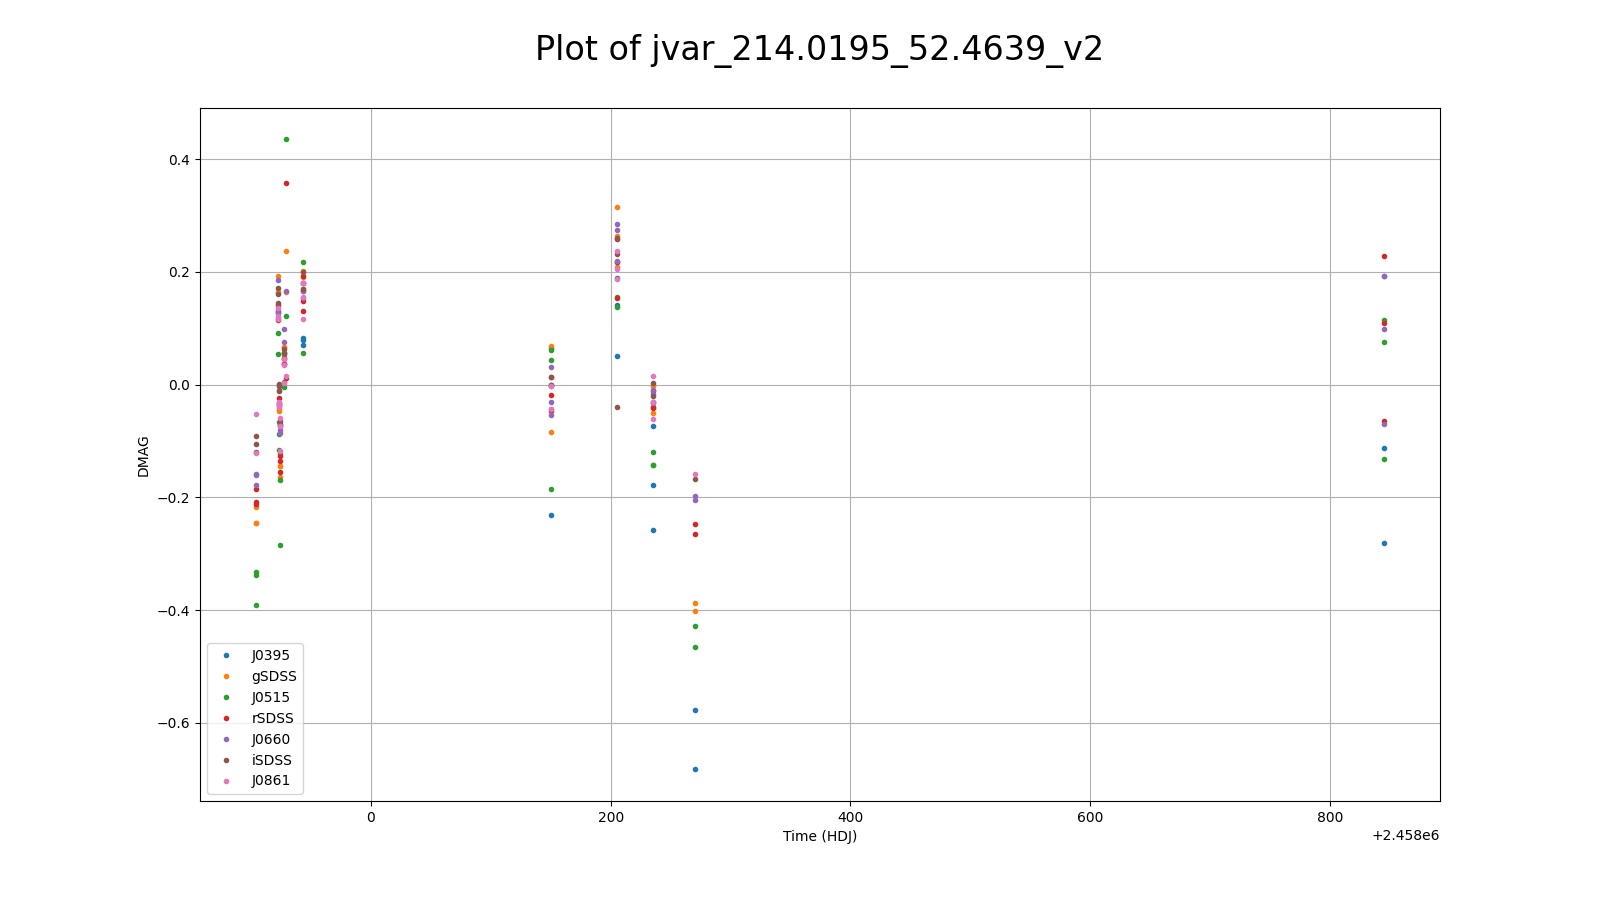 Plot of jvar_214.0195_52.4639_v2
DMAG
0.4
0.2
0.0
−0.2
−0.4
−0.6
J0395
gSDSS
J0515
rSDSS
J0660
iSDSS
J0861
0 200 400 600 800
Time (HDJ)
+2.458e6